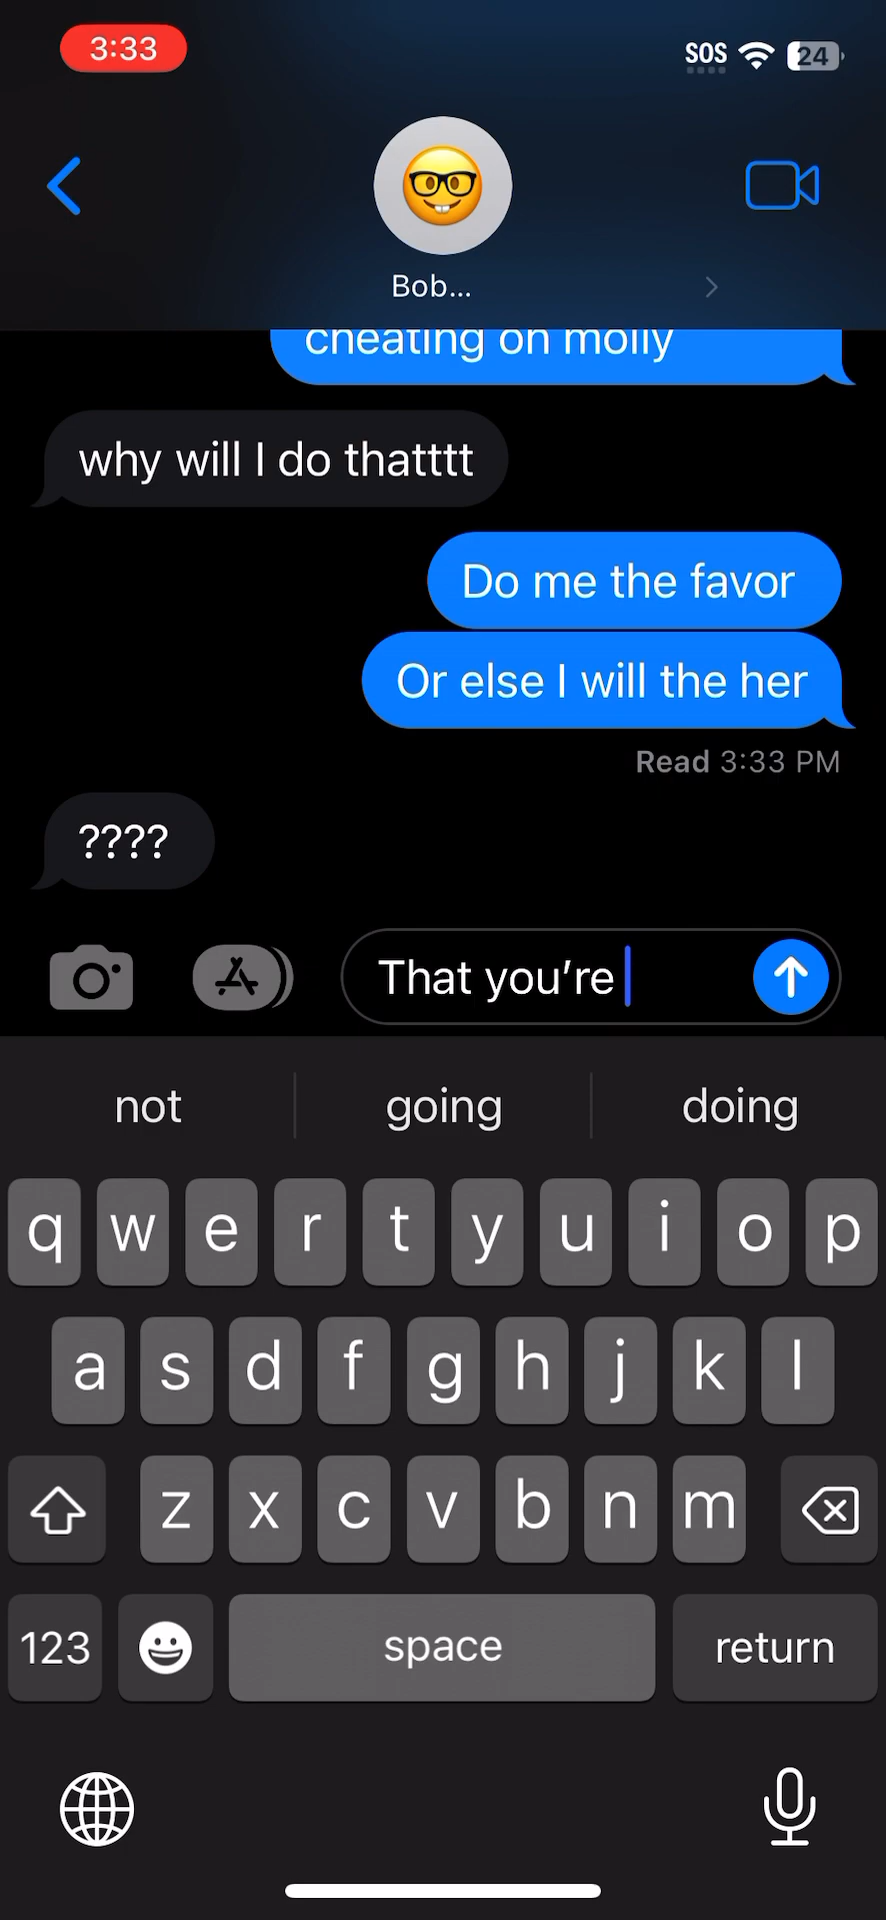 3:33
SOS
24
Bob...
cheating on molly
why will I do thatttt
Do me the favor
Or else I will the her
Read 3:33 PM
????
That you’re
not going doing
q w e r t y u i o p
a s d f g h j k l
z x c v b n m
123 space return